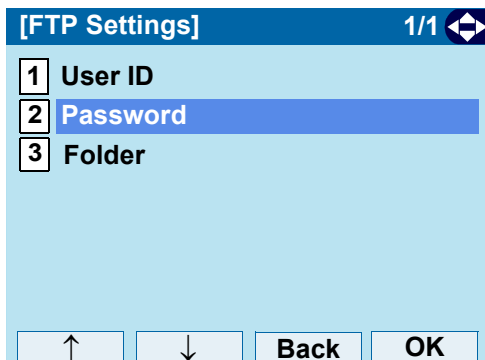 [FTP Settings] 1/1
1 User ID
2 Password
3 Folder
↑ ↓ Back OK